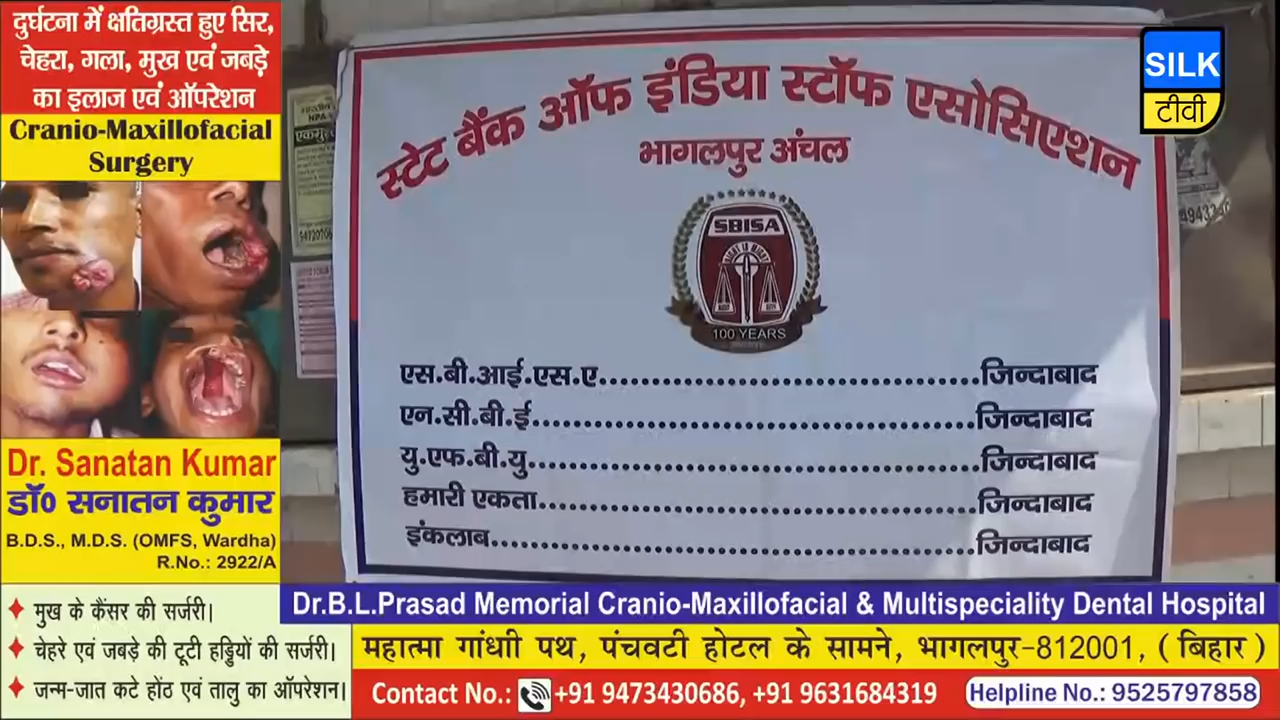 दुर्घटना में क्षतिग्रस्त हुए सिर,
चेहरा, गला, मुख एवं जबड़े
का इलाज एवं ऑपरेशन
Cranio-Maxillofacial
Surgery
Dr. Sanatan Kumar
डॉ० सनातन कुमार
B.D.S., M.D.S. (OMFS, Wardha)
R.No.: 2922/A
मुख के कैंसर की सर्जरी।
चेहरे एवं जबड़े की टूटी हड्डियों की सर्जरी।
जन्म-जात कटे होंठ एवं तालु का ऑपरेशन।
SILK
टीवी
स्टेट बैंक ऑफ इंडिया स्टॉफ एसोसिएशन
भागलपुर अंचल
SBISA
100 YEARS
एस.बी.आई.एस.ए....................................जिन्दाबाद
एन.सी.बी.ई..........................................जिन्दाबाद
यु.एफ.बी.यु..........................................जिन्दाबाद
हमारी एकता.........................................जिन्दाबाद
इंकलाब.............................................जिन्दाबाद
Dr.B.L.Prasad Memorial Cranio-Maxillofacial & Multispeciality Dental Hospital
महात्मा गांधी पथ, पंचवटी होटल के सामने, भागलपुर-812001, ( बिहार )
Contact No.: +91 9473430686, +91 9631684319
Helpline No.: 9525797858